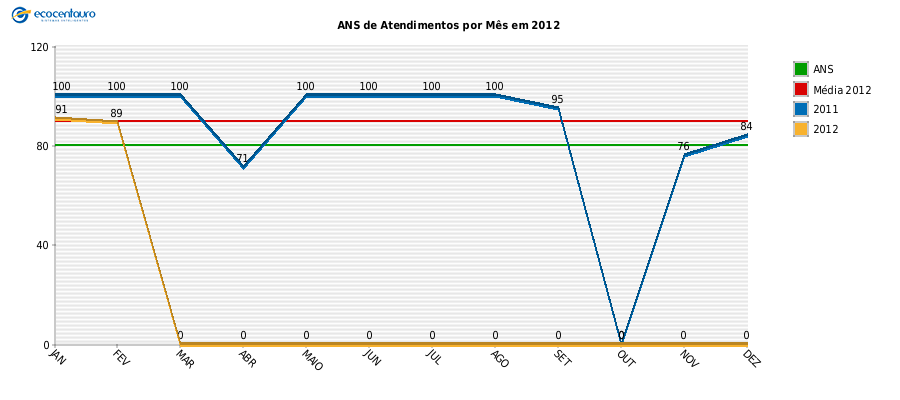 ecocentauro
ANS de Atendimentos por Mês em 2012
120
80
40
0
100 100 100 100 100 100 100
91 89 71 95 76 84
0 0 0 0 0 0 0 0 0 0
JAN FEV MAR ABR MAIO JUN JUL AGO SET OUT NOV DEZ
ANS
Média 2012
2011
2012